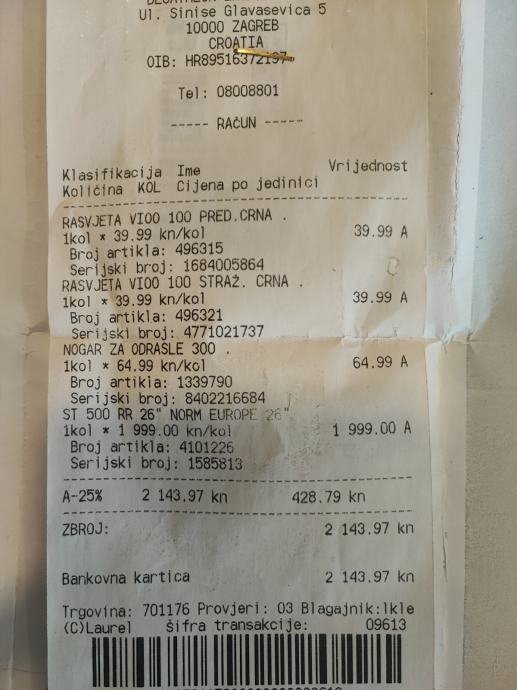 Ul. Sinise Glavasevica 5
10000 ZAGREB
CROATIA
OIB: HR89516372197
Tel: 08008801
----- RAČUN -----
Klasifikacija Ime Vrijednost
Količina KOL Cijena po jedinici
RASVJETA VIOO 100 PRED.CRNA .
1kol * 39.99 kn/kol 39.99 A
Broj artikla: 496315
Serijski broj: 1684005864
RASVJETA VIOO 100 STRAŽ. CRNA .
1kol * 39.99 kn/kol 39.99 A
Broj artikla: 496321
Serijski broj: 4771021737
NOGAR ZA ODRASLE 300 .
1kol * 64.99 kn/kol 64.99 A
Broj artikla: 1339790
Serijski broj: 8402216684
ST 500 RR 26" NORM EUROPE 26"
1kol * 1 999.00 kn/kol 1 999.00 A
Broj artikla: 4101226
Serijski broj: 1585813
A-25% 2 143.97 kn 428.79 kn
ZBROJ: 2 143.97 kn
Bankovna kartica 2 143.97 kn
Trgovina: 701176 Provjeri: 03 Blagajnik:lkle
(C)Laurel šifra transakcije: 09613